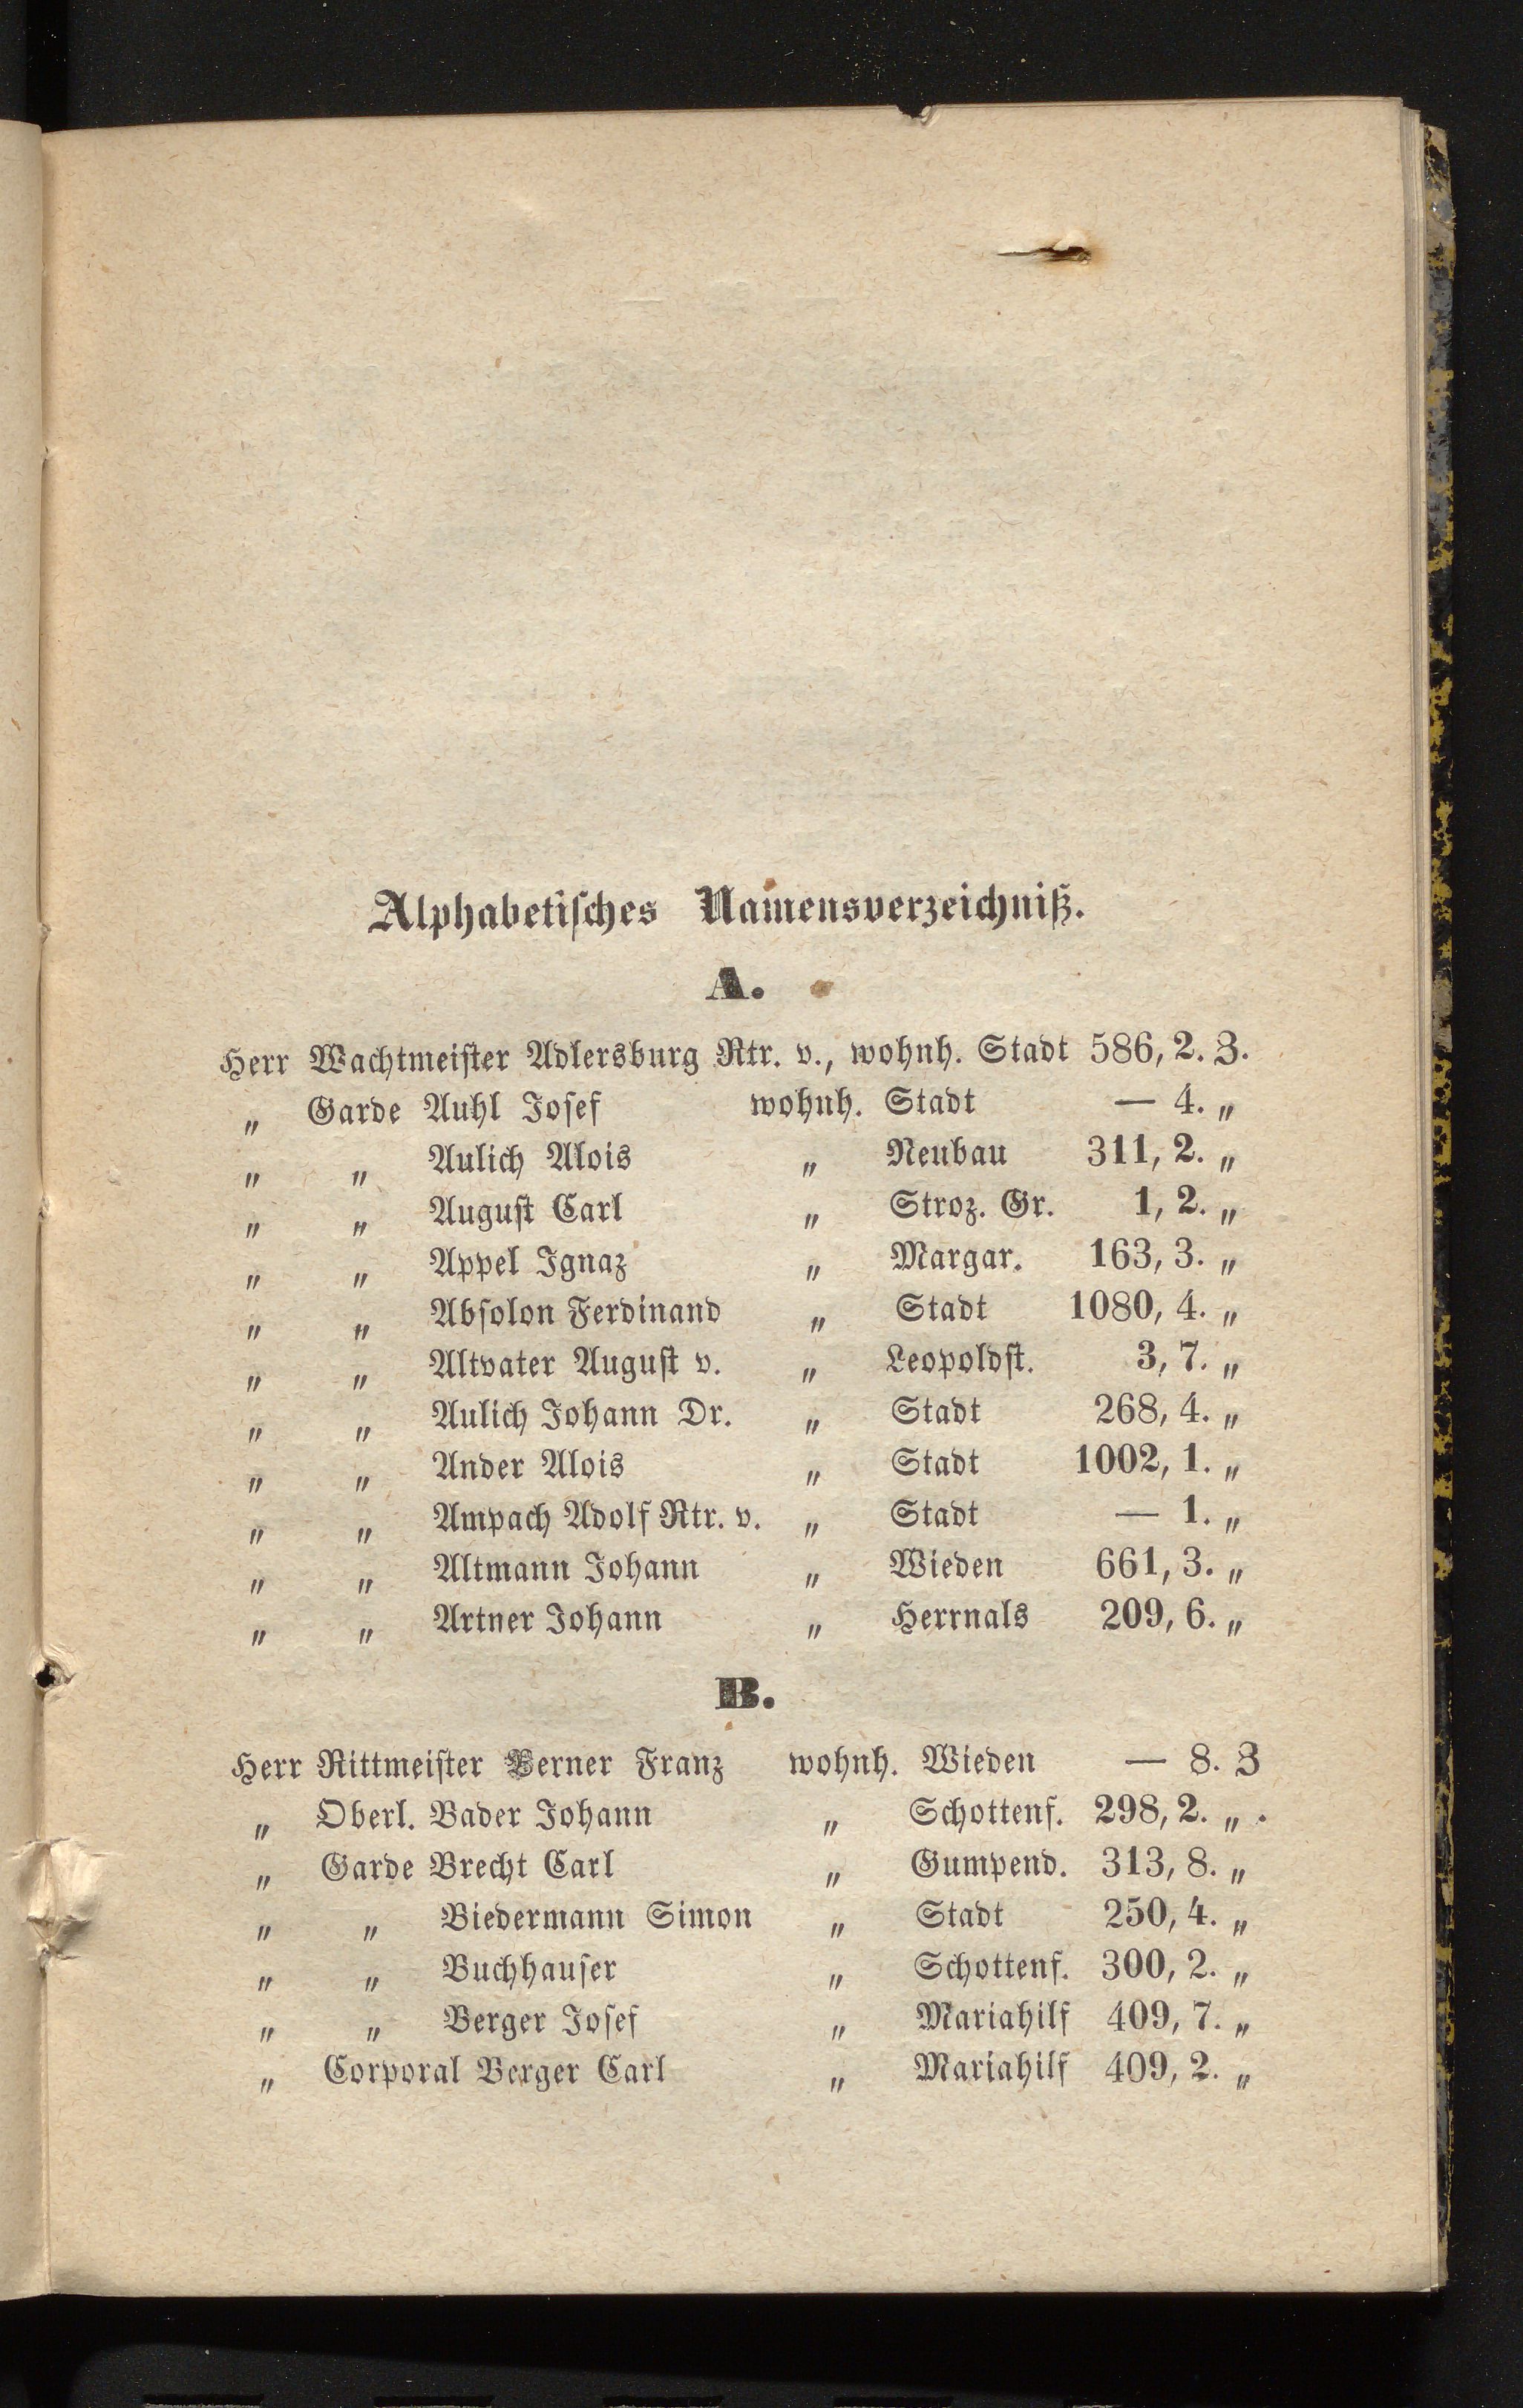 Alphabetisches Namensverzeichniß.
A.
Herr Wachtmeister Adlersburg Rtr. v., wohnh. Stadt 586, 2. Z.
„ Garde Auhl Josef wohnh. Stadt — 4. „
„ „ Aulich Alois „ Neubau 311, 2. „
„ „ August Carl „ Stroz. Gr. 1, 2. „
„ „ Appel Ignaz „ Margar. 163, 3. „
„ „ Absolon Ferdinand „ Stadt 1080, 4. „
„ „ Altvater August v. „ Leopoldst. 3, 7. „
„ „ Aulich Johann Dr. „ Stadt 268, 4. „
„ „ Ander Alois „ Stadt 1002, 1. „
„ „ Ampach Adolf Rtr. v. „ Stadt — 1. „
„ „ Altmann Johann „ Wieden 661, 3. „
„ „ Artner Johann „ Herrnals 209, 6. „
B.
Herr Rittmeister Berner Franz wohnh. Wieden — 8. Z
„ Oberl. Bader Johann „ Schottenf. 298, 2. „ .
„ Garde Brecht Carl „ Gumpend. 313, 8. „
„ „ Biedermann Simon „ Stadt 250, 4. „
„ „ Buchhauser „ Schottenf. 300, 2. „
„ „ Berger Josef „ Mariahilf 409, 7. „
„ Corporal Berger Carl „ Mariahilf 409, 2. „